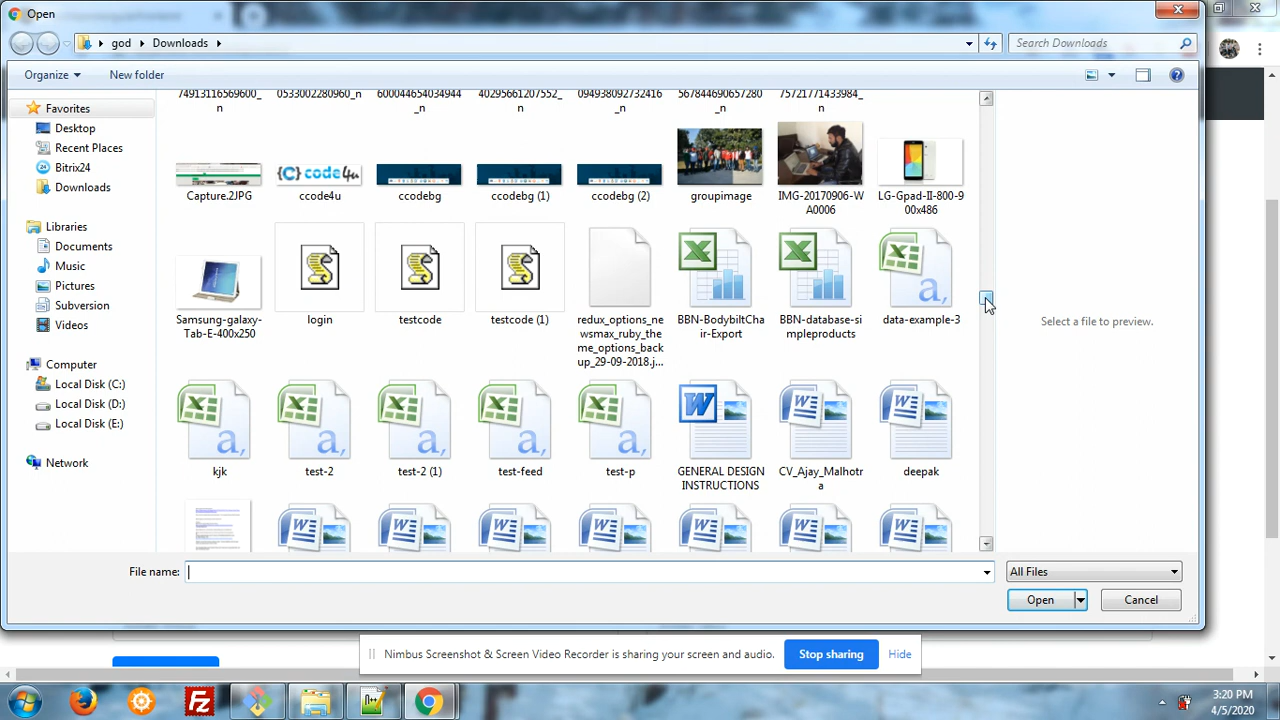 Open
god Downloads
Search Downloads
Organize
New folder
Favorites
Desktop
Recent Places
Bitrix24
Downloads
Libraries
Documents
Music
Pictures
Subversion
Videos
Computer
Local Disk (C:)
Local Disk (D:)
Local Disk (E:)
Network
74913116569600_
n
0533002280960_n
600044654034944
_n
40295661207552_
n
094938092732416
_n
567844690657280
_n
75721771433984_
n
Capture.2JPG
code4u
ccode4u
ccodebg
ccodebg (1)
ccodebg (2)
groupimage
IMG-20170906-W
A0006
LG-Gpad-II-800-9
00x486
Samsung-galaxy-
Tab-E-400x250
login
testcode
testcode (1)
redux_options_ne
wsmax_ruby_the
me_options_back
up_29-09-2018.j...
BBN-BodybiltCha
ir-Export
BBN-database-si
mpleproducts
data-example-3
kjk
test-2
test-2 (1)
test-feed
test-p
GENERAL DESIGN
INSTRUCTIONS
CV_Ajay_Malhotr
a
deepak
Select a file to preview.
File name:
All Files
Open
Cancel
Nimbus Screenshot & Screen Video Recorder is sharing your screen and audio.
Stop sharing
Hide
3:20 PM
4/5/2020